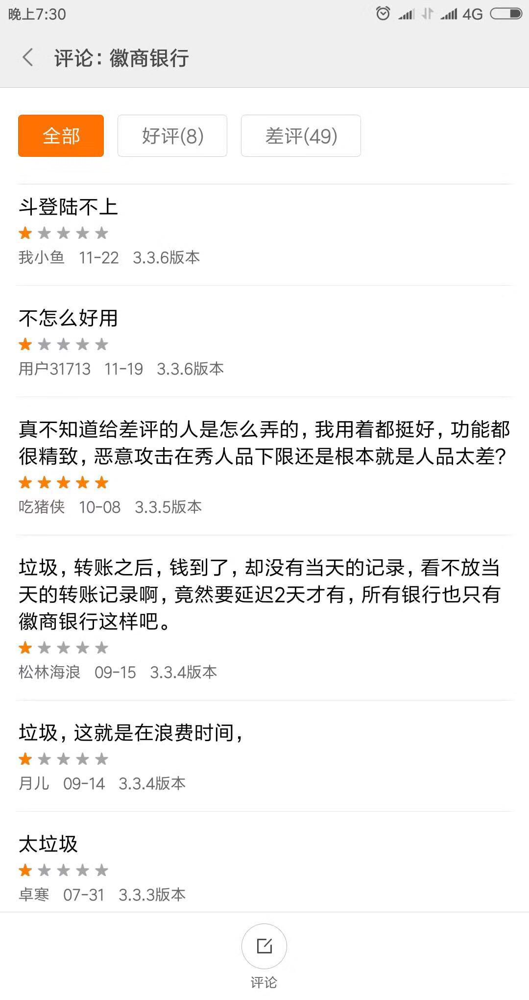 晚上7:30 4G
评论：徽商银行
全部 好评(8) 差评(49)
斗登陆不上
我小鱼 11-22 3.3.6版本
不怎么好用
用户31713 11-19 3.3.6版本
真不知道给差评的人是怎么弄的，我用着都挺好，功能都
很精致，恶意攻击在秀人品下限还是根本就是人品太差？
吃猪侠 10-08 3.3.5版本
垃圾，转账之后，钱到了，却没有当天的记录，看不放当
天的转账记录啊，竟然要延迟2天才有，所有银行也只有
徽商银行这样吧。
松林海浪 09-15 3.3.4版本
垃圾，这就是在浪费时间，
月儿 09-14 3.3.4版本
太垃圾
卓寒 07-31 3.3.3版本
评论